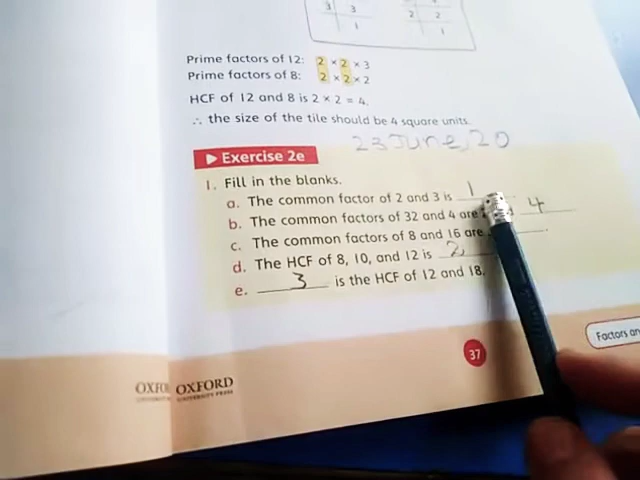 3 3
1
2 2
1
Prime factors of 12: 2 × 2 × 3
Prime factors of 8: 2 × 2 × 2
HCF of 12 and 8 is 2 × 2 = 4.
∴ the size of the tile should be 4 square units.
23 June, 20
▶ Exercise 2e
1. Fill in the blanks.
a. The common factor of 2 and 3 is 1
b. The common factors of 32 and 4 are 4
c. The common factors of 8 and 16 are
d. The HCF of 8, 10, and 12 is 2
e. 3 is the HCF of 12 and 18.
Factors an
37
OXFO OXFORD
UNIVERSITY PRESS